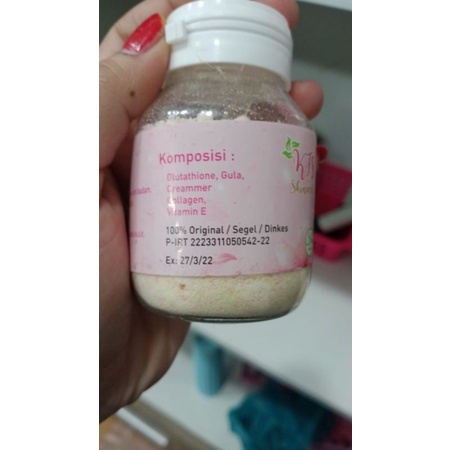 Komposisi :
Glutathione, Gula,
Creammer
Collagen,
Vitamin E
100% Original / Segel / Dinkes
P-IRT 2223311050542-22
Ex: 27/3/22